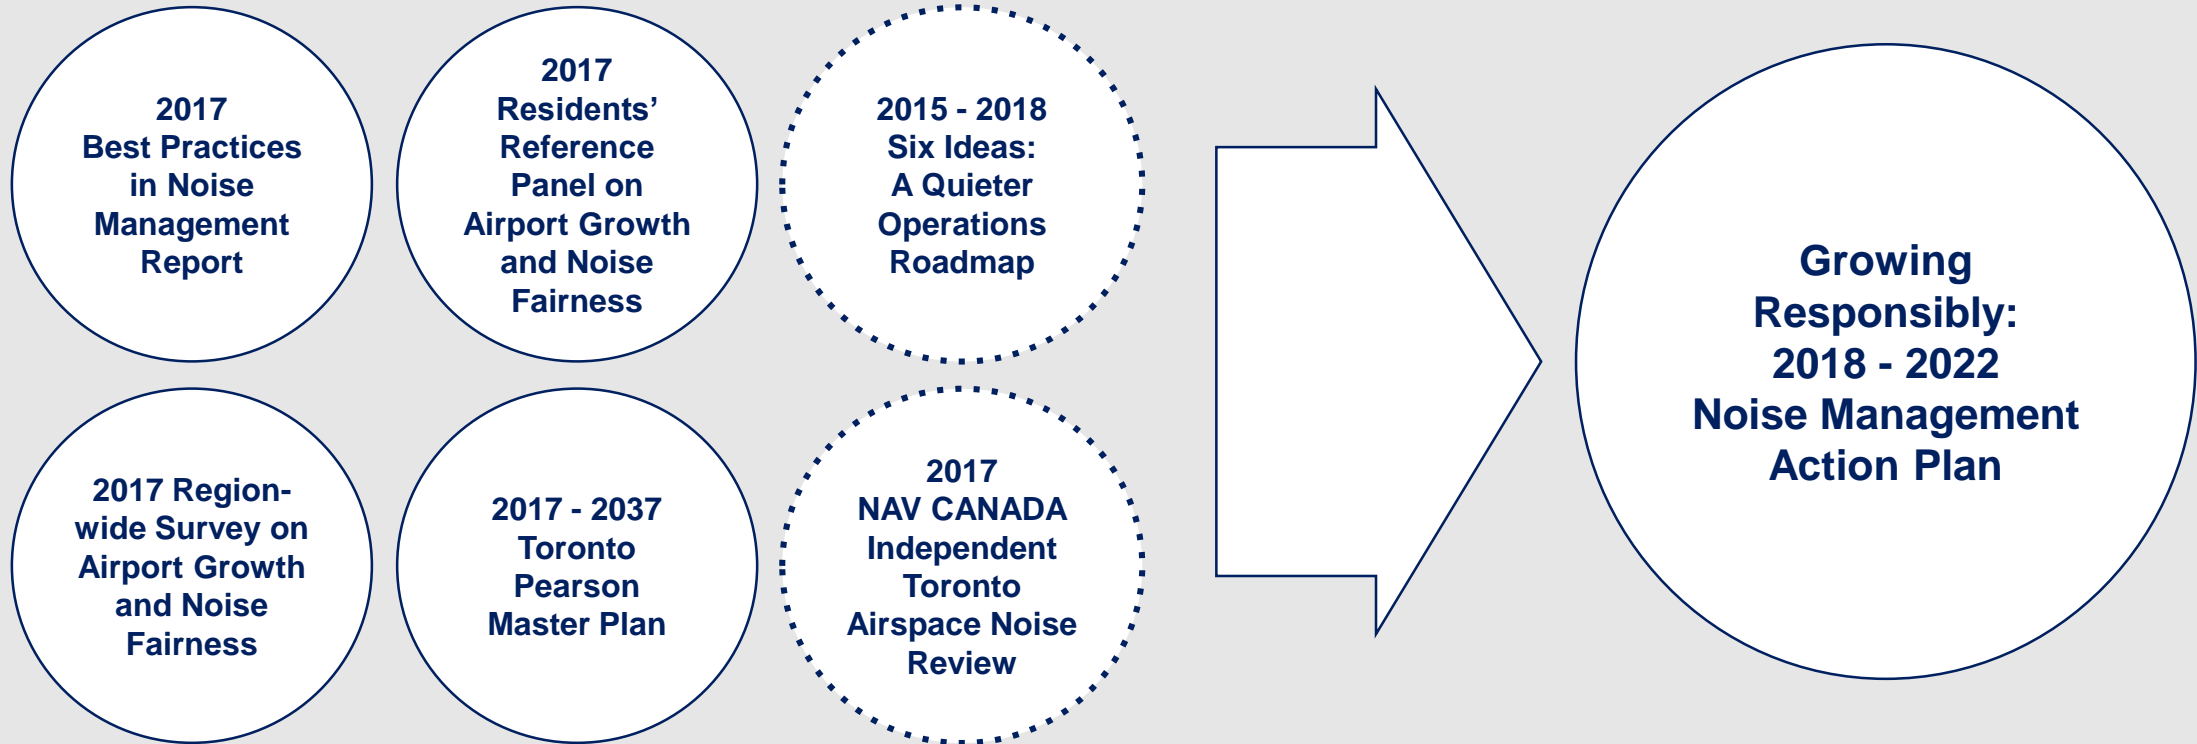 2017
Best Practices
in Noise
Management
Report
2017
Residents’
Reference
Panel on
Airport Growth
and Noise
Fairness
2015 - 2018
Six Ideas:
A Quieter
Operations
Roadmap
2017 Region-
wide Survey on
Airport Growth
and Noise
Fairness
2017 - 2037
Toronto
Pearson
Master Plan
2017
NAV CANADA
Independent
Toronto
Airspace Noise
Review
Growing
Responsibly:
2018 - 2022
Noise Management
Action Plan